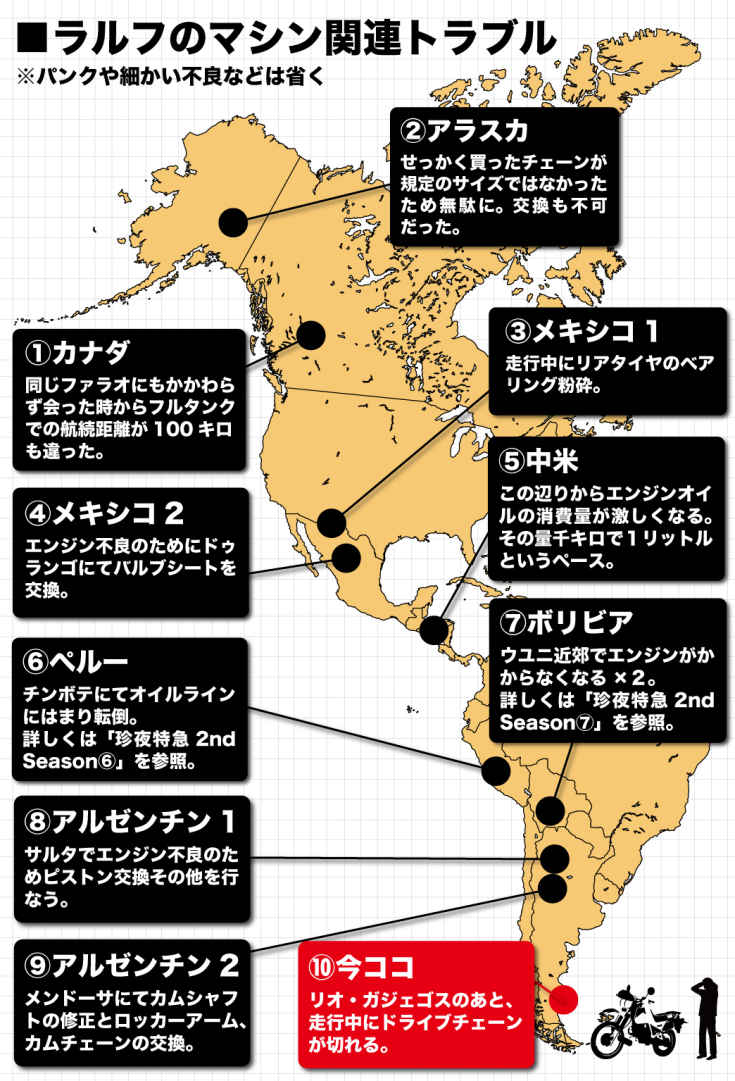 ■ラルフのマシン関連トラブル
※パンクや細かい不良などは省く
①カナダ
同じファラオにもかかわら
ず会った時からフルタンク
での航続距離が100キロ
も違った。
②アラスカ
せっかく買ったチェーンが
規定のサイズではなかった
ため無駄に。交換も不可
だった。
③メキシコ1
走行中にリアタイヤのベア
リング粉砕。
④メキシコ2
エンジン不良のためにドゥ
ランゴにてバルブシートを
交換。
⑤中米
この辺りからエンジンオイ
ルの消費量が激しくなる。
その量千キロで1リットル
というペース。
⑥ペルー
チンボテにてオイルライン
にはまり転倒。
詳しくは「珍夜特急2nd
Season⑥」を参照。
⑦ボリビア
ウユニ近郊でエンジンがか
からなくなる×2。
詳しくは「珍夜特急2nd
Season⑦」を参照。
⑧アルゼンチン1
サルタでエンジン不良のた
めピストン交換その他を行
なう。
⑨アルゼンチン2
メンドーサにてカムシャフ
トの修正とロッカーアーム、
カムチェーンの交換。
⑩今ココ
リオ・ガジェゴスのあと、
走行中にドライブチェーン
が切れる。